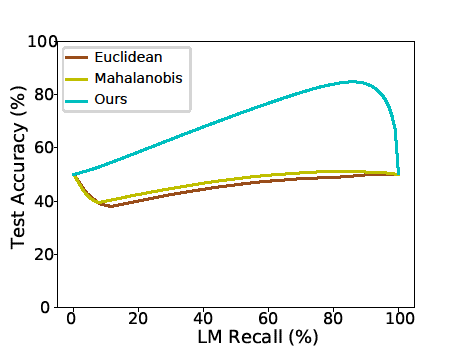 100
80
60
40
20
0
Test Accuracy (%)
Euclidean
Mahalanobis
Ours
0 20 40 60 80 100
LM Recall (%)